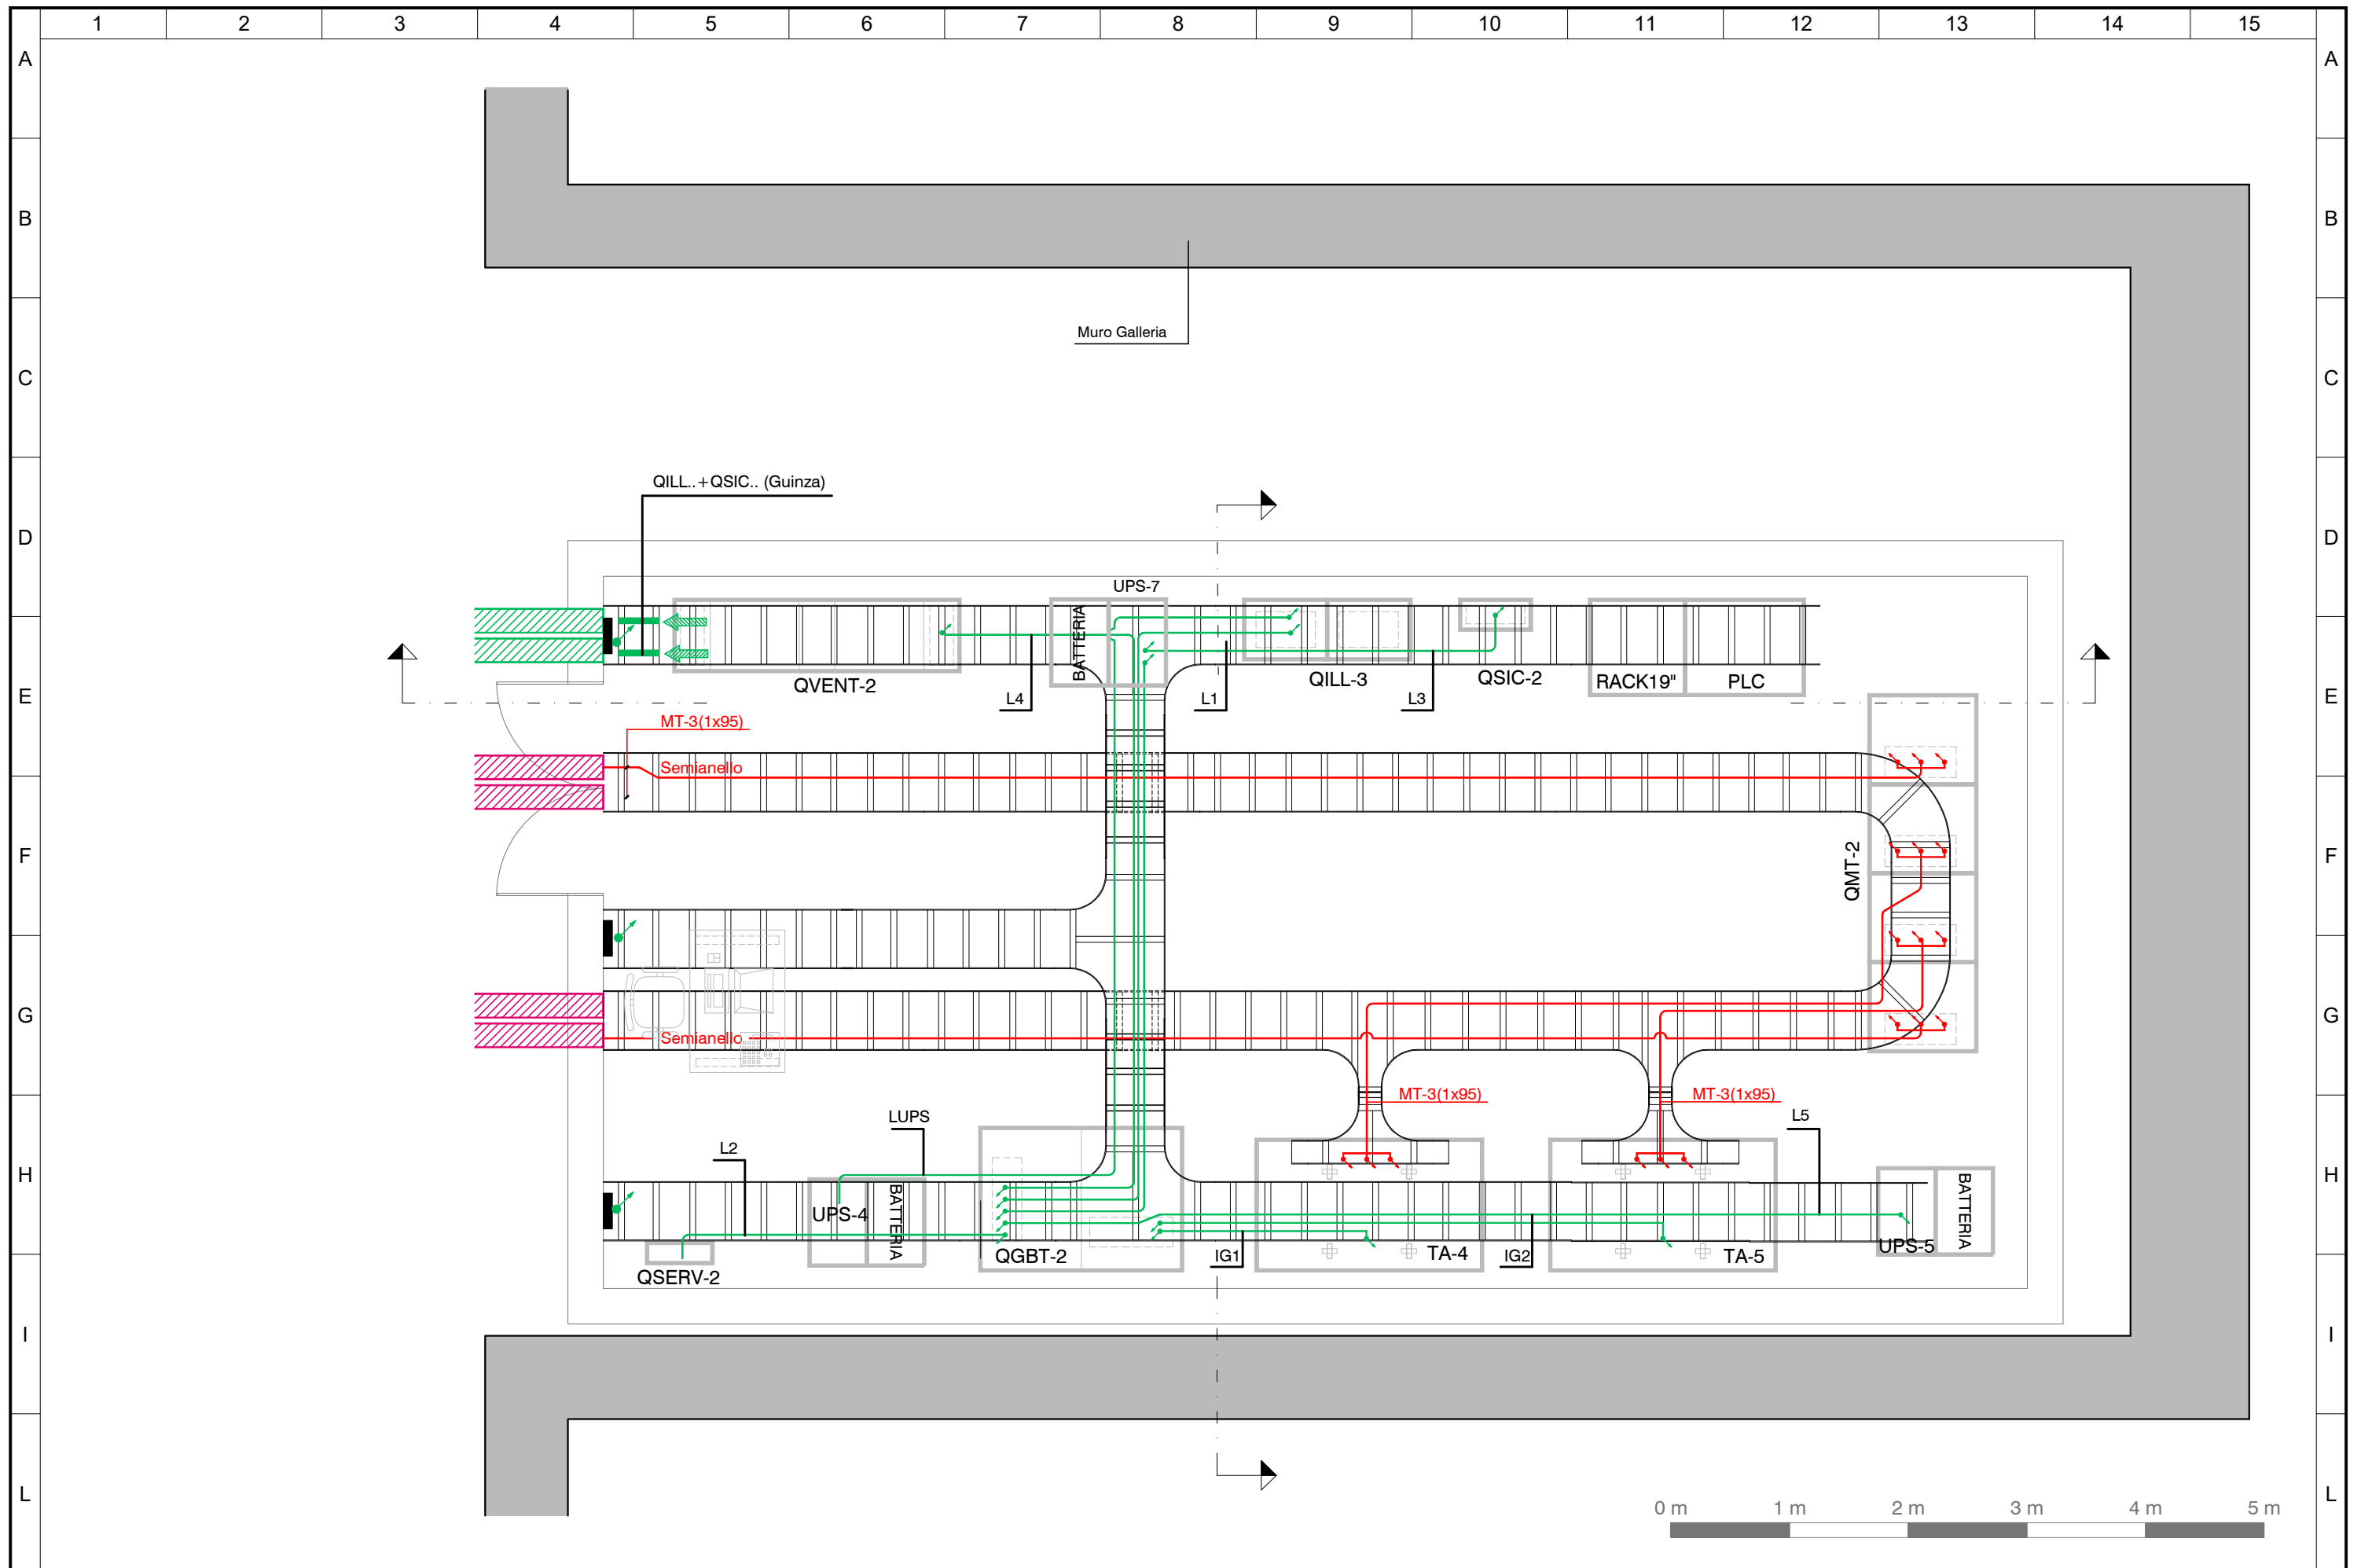 1 2 3 4 5 6 7 8 9 10 11 12 13 14 15
A A
B B
Muro Galleria
C C
QILL..+QSIC.. (Guinza)
D D
UPS-7
BATTERIA
QVENT-2
QILL-3
QSIC-2
RACK19"
PLC
L4
L1
L3
E E
MT-3(1x95)
Semianello
QMT-2
F F
G G
Semianello
MT-3(1x95)
MT-3(1x95)
LUPS
L5
L2
H H
UPS-4
BATTERIA
BATTERIA
QGBT-2
IG1
TA-4
IG2
TA-5
UPS-5
QSERV-2
I I
L L
0 m 1 m 2 m 3 m 4 m 5 m